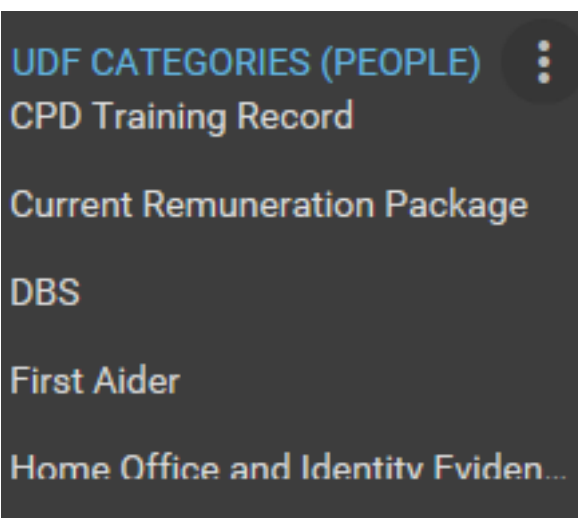 UDF CATEGORIES (PEOPLE)
CPD Training Record
Current Remuneration Package
DBS
First Aider
Home Office and Identity Eviden...